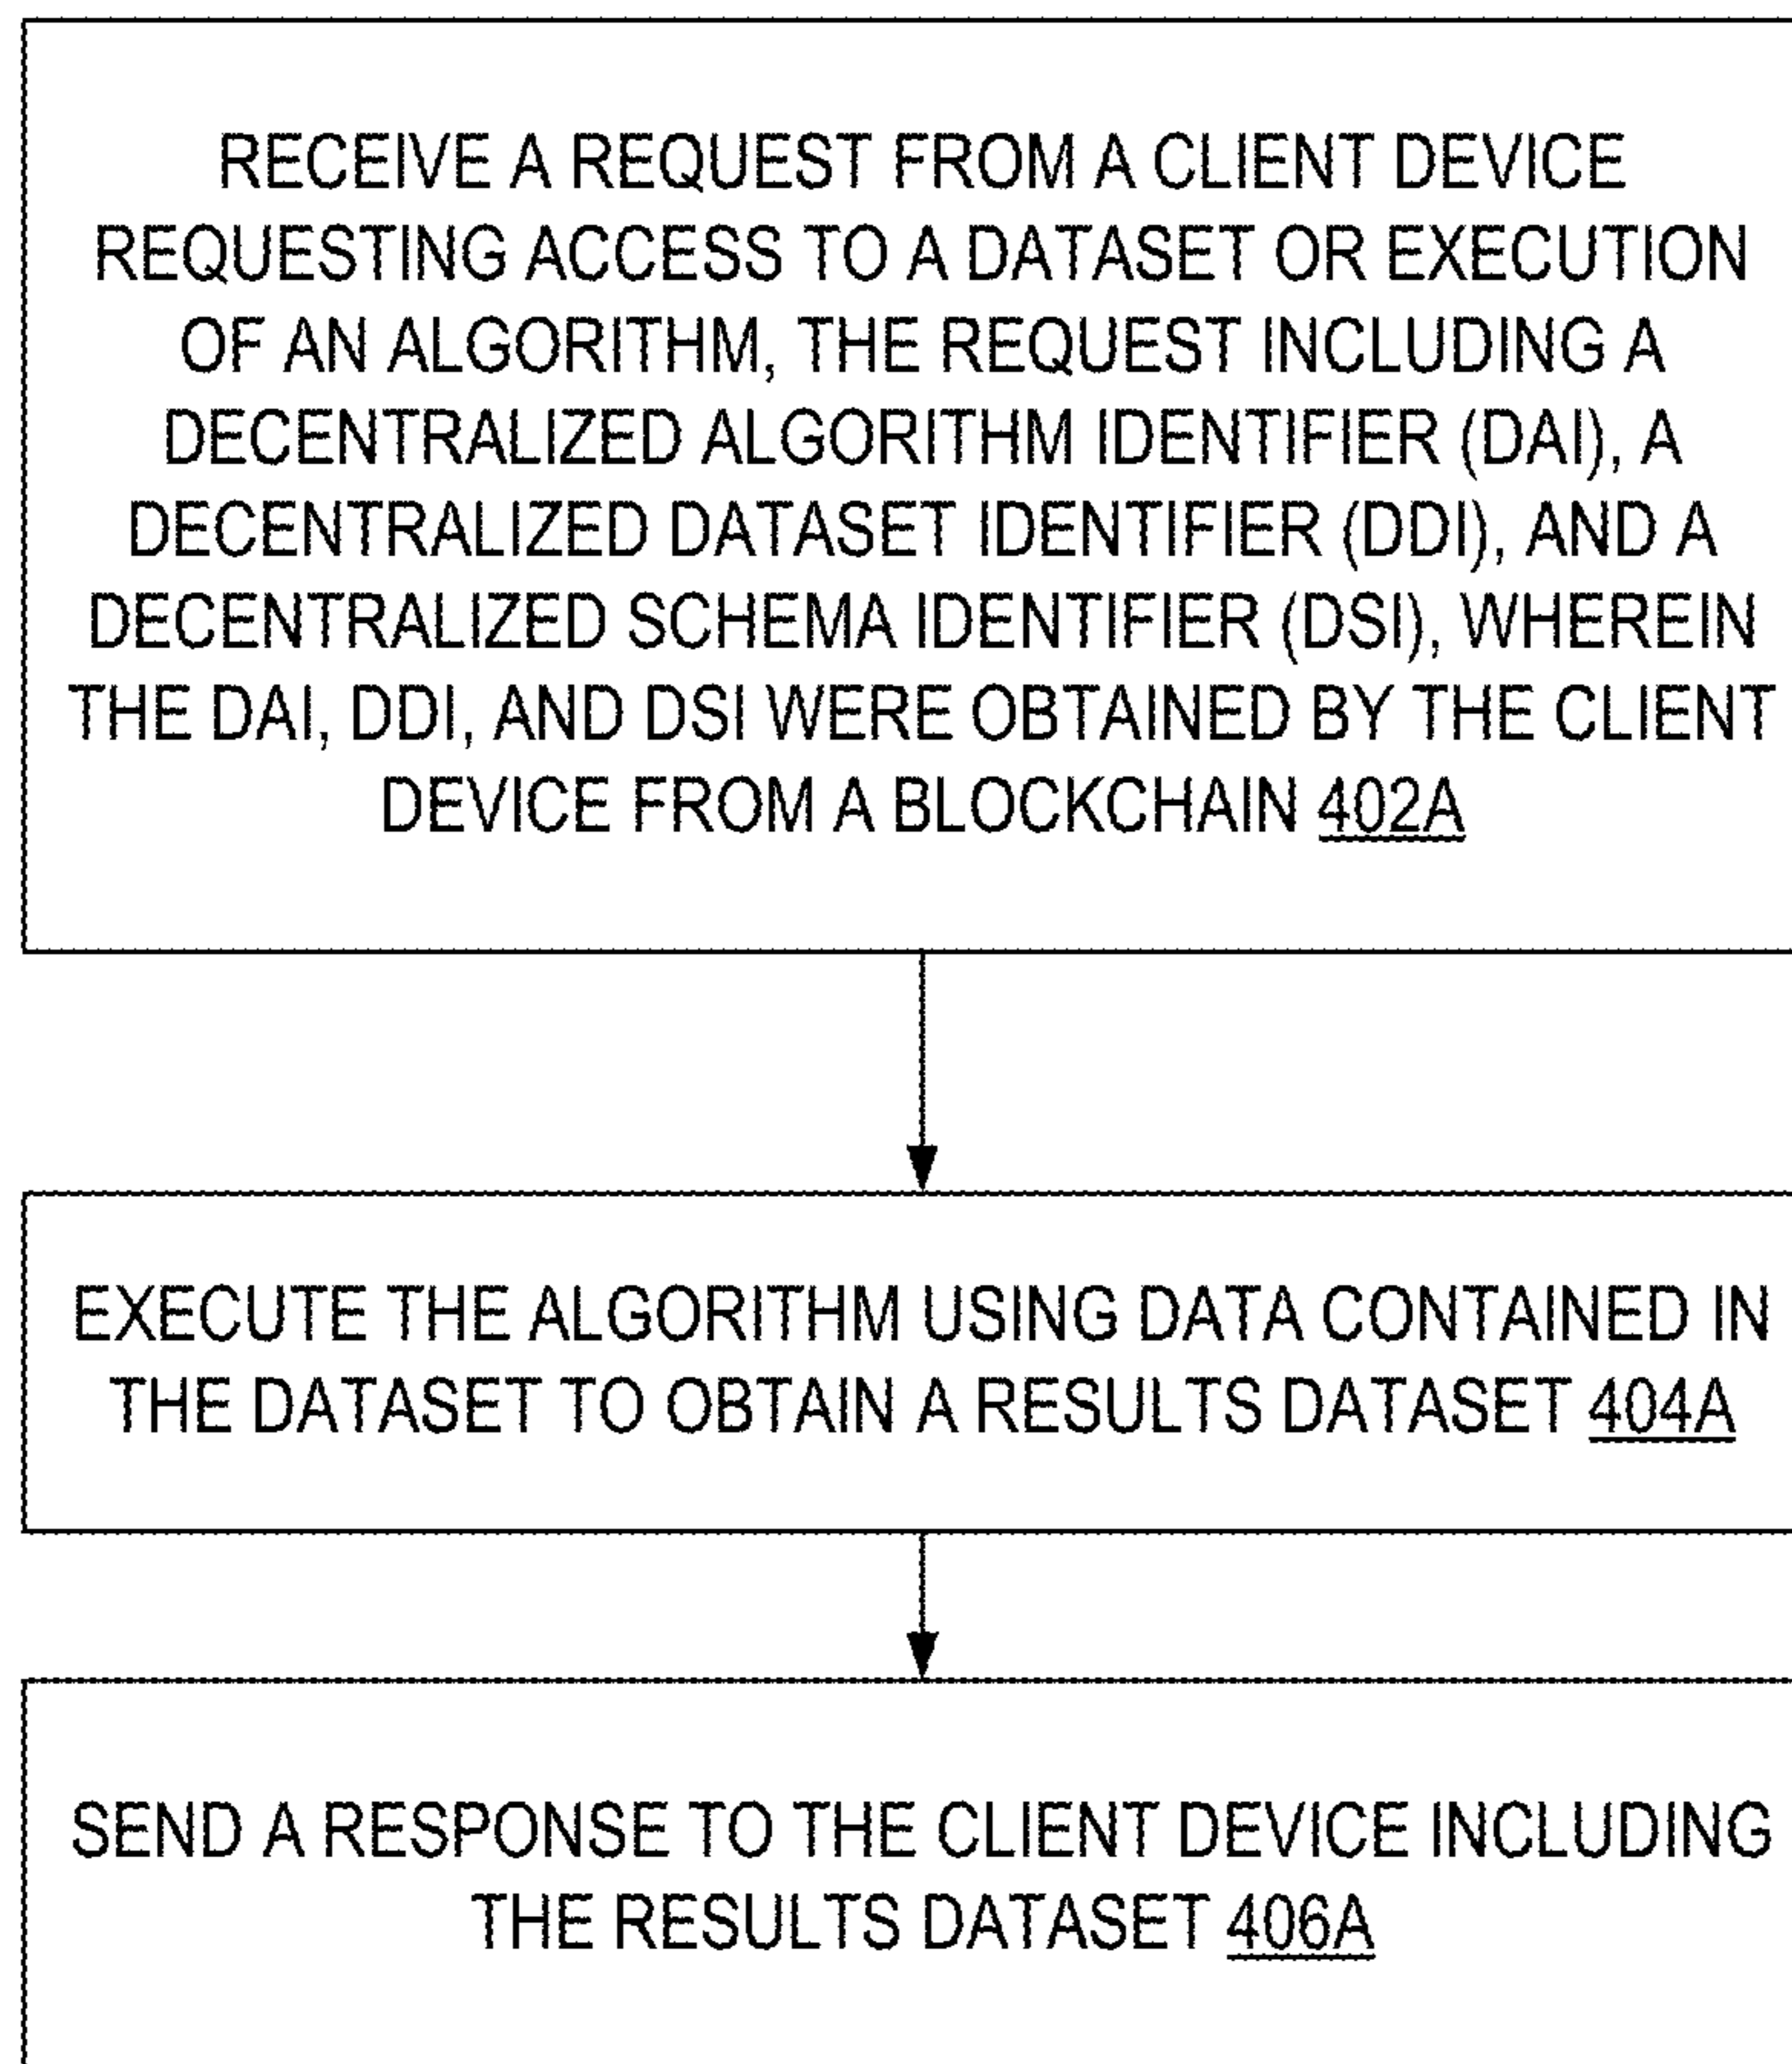 RECEIVE A REQUEST FROM A CLIENT DEVICE
REQUESTING ACCESS TO A DATASET OR EXECUTION
OF AN ALGORITHM, THE REQUEST INCLUDING A
DECENTRALIZED ALGORITHM IDENTIFIER (DAI), A
DECENTRALIZED DATASET IDENTIFIER (DDI), AND A
DECENTRALIZED SCHEMA IDENTIFIER (DSI), WHEREIN
THE DAI, DDI, AND DSI WERE OBTAINED BY THE CLIENT
DEVICE FROM A BLOCKCHAIN 402A
EXECUTE THE ALGORITHM USING DATA CONTAINED IN
THE DATASET TO OBTAIN A RESULTS DATASET 404A
SEND A RESPONSE TO THE CLIENT DEVICE INCLUDING
THE RESULTS DATASET 406A